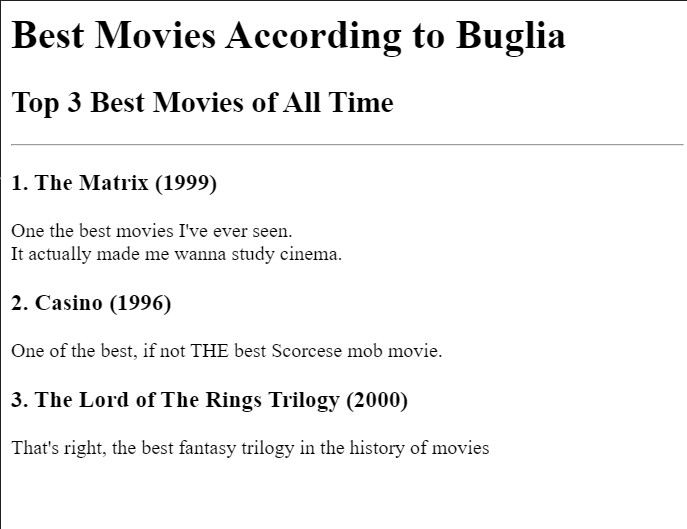 Best Movies According to Buglia
Top 3 Best Movies of All Time
1. The Matrix (1999)
One the best movies I've ever seen.
It actually made me wanna study cinema.
2. Casino (1996)
One of the best, if not THE best Scorcese mob movie.
3. The Lord of The Rings Trilogy (2000)
That's right, the best fantasy trilogy in the history of movies